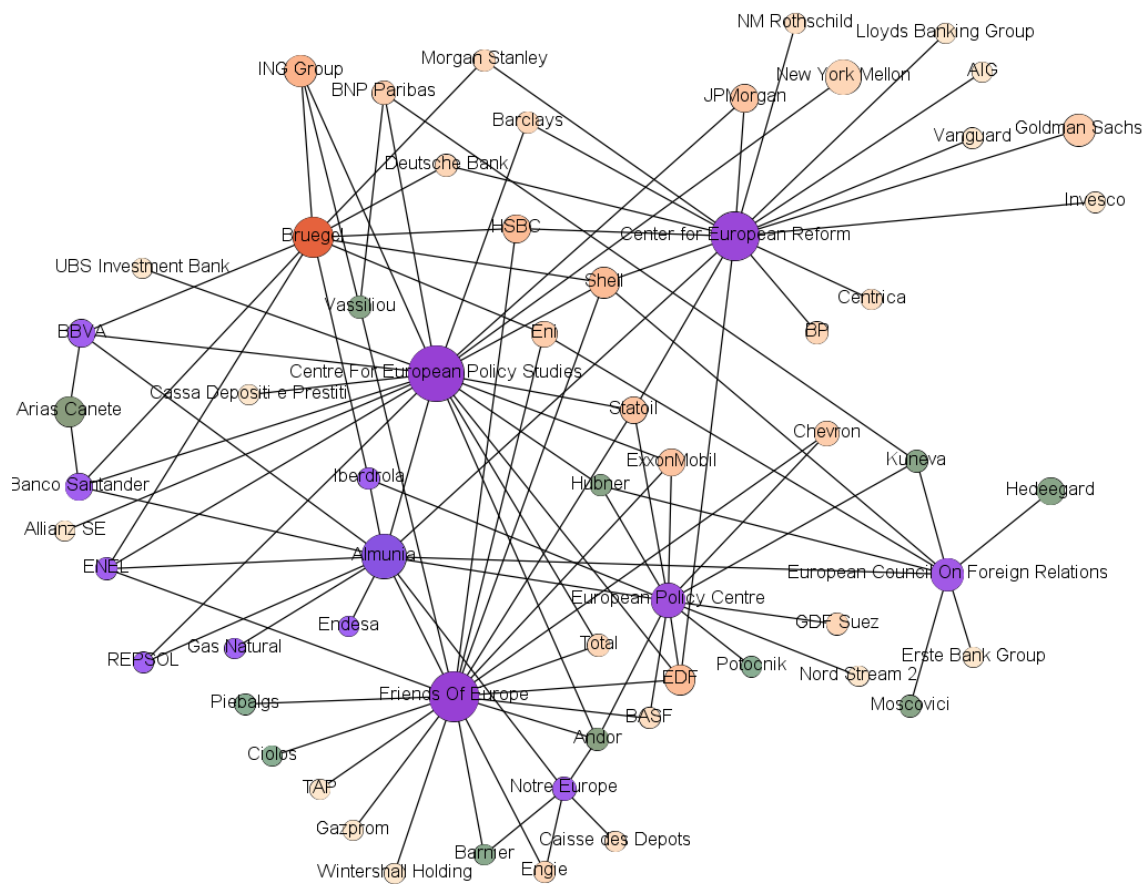 NM Rothschild
Lloyds Banking Group
Morgan Stanley
ING Group
New York Mellon
AIG
BNP Paribas
JPMorgan
Barclays
Vanguard
Goldman Sachs
Deutsche Bank
Invesco
HSBC
Bruegel
Center for European Reform
UBS Investment Bank
Shell
Centrica
Vassiliou
BBVA
Eni
BP
Centre For European Policy Studies
Cassa Depositi e Prestiti
Arias Canete
Statoil
Chevron
Kuneva
ExxonMobil
Iberdrola
Hubner
Banco Santander
Hedeegard
Allianz SE
Almunia
ENEL
European Council On Foreign Relations
European Policy Centre
Endesa
GDF Suez
Gas Natural
Total
REPSOL
Potocnik
Erste Bank Group
Nord Stream 2
EDF
Piebalgs
Friends Of Europe
Moscovici
BASF
Andor
Ciolos
TAP
Notre Europe
Gazprom
Caisse des Depots
Barnier
Wintershall Holding
Engie